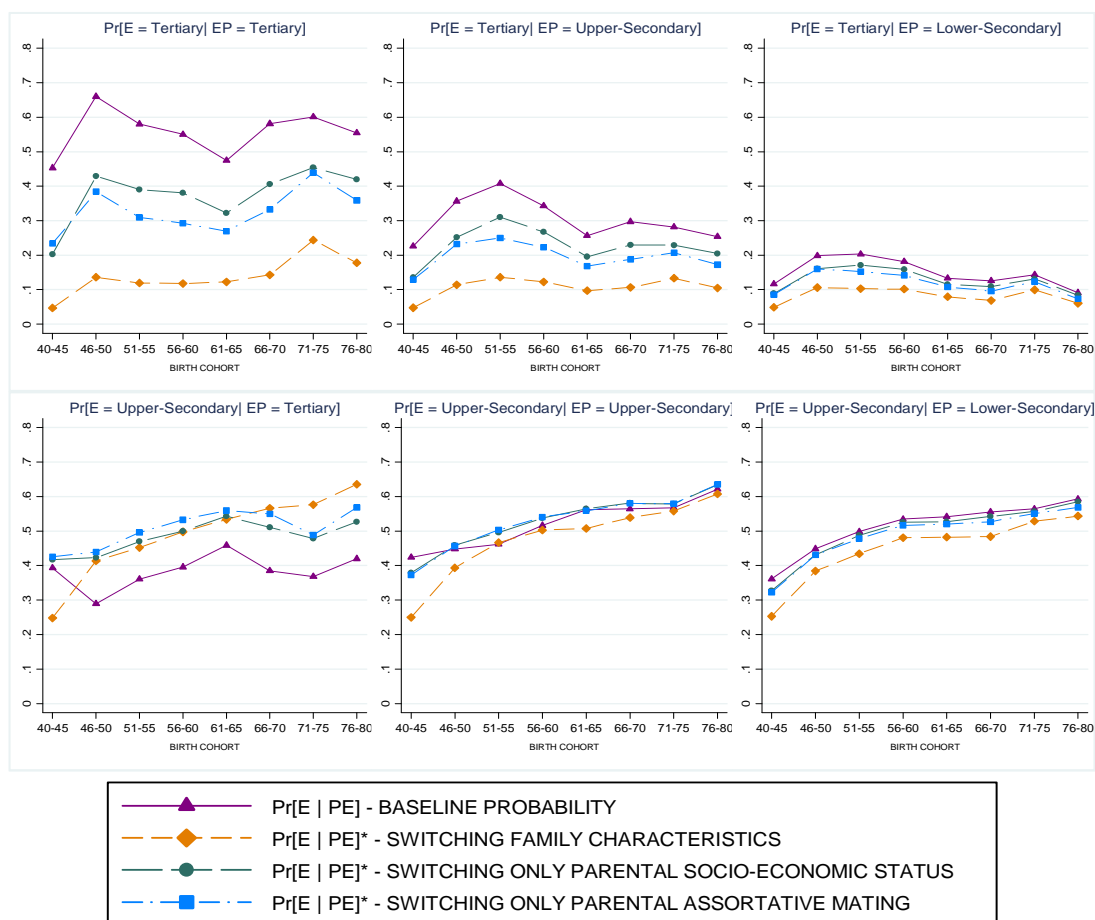 Pr[E = Tertiary| EP = Tertiary]
.8
.7
.6
.5
.4
.3
.2
.1
0
40-45 46-50 51-55 56-60 61-65 66-70 71-75 76-80
BIRTH COHORT
Pr[E = Tertiary| EP = Upper-Secondary]
.8
.7
.6
.5
.4
.3
.2
.1
0
40-45 46-50 51-55 56-60 61-65 66-70 71-75 76-80
BIRTH COHORT
Pr[E = Tertiary| EP = Lower-Secondary]
.8
.7
.6
.5
.4
.3
.2
.1
0
40-45 46-50 51-55 56-60 61-65 66-70 71-75 76-80
BIRTH COHORT
Pr[E = Upper-Secondary| EP = Tertiary]
.8
.7
.6
.5
.4
.3
.2
.1
0
40-45 46-50 51-55 56-60 61-65 66-70 71-75 76-80
BIRTH COHORT
Pr[E = Upper-Secondary| EP = Upper-Secondary]
.8
.7
.6
.5
.4
.3
.2
.1
0
40-45 46-50 51-55 56-60 61-65 66-70 71-75 76-80
BIRTH COHORT
Pr[E = Upper-Secondary| EP = Lower-Secondary]
.8
.7
.6
.5
.4
.3
.2
.1
0
40-45 46-50 51-55 56-60 61-65 66-70 71-75 76-80
BIRTH COHORT
Pr[E | PE] - BASELINE PROBABILITY
Pr[E | PE]* - SWITCHING FAMILY CHARACTERISTICS
Pr[E | PE]* - SWITCHING ONLY PARENTAL SOCIO-ECONOMIC STATUS
Pr[E | PE]* - SWITCHING ONLY PARENTAL ASSORTATIVE MATING